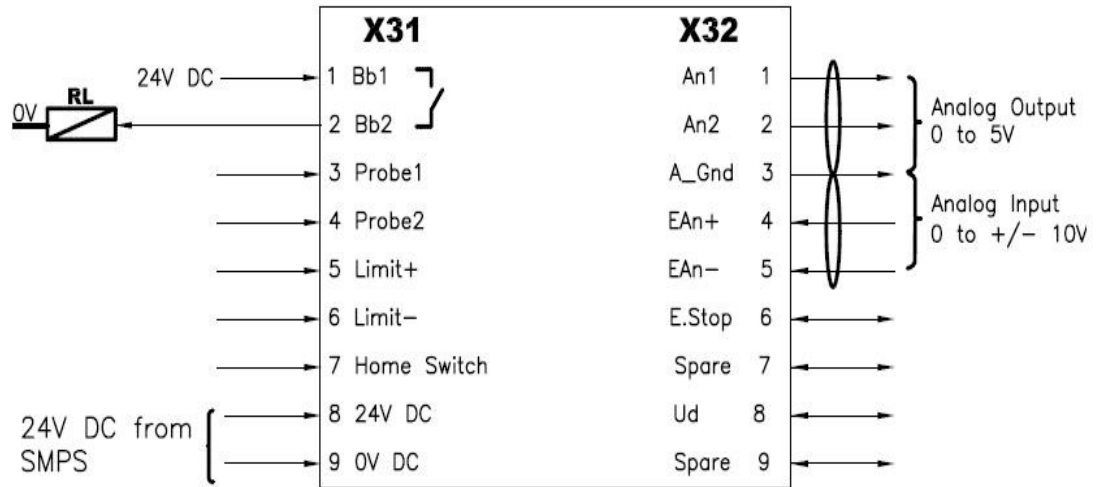 X31 X32
24V DC 1 Bb1 An1 1
RL
0V 2 Bb2 An2 2
Analog Output
0 to 5V
3 Probe1 A_Gnd 3
4 Probe2 EAn+ 4
Analog Input
0 to +/- 10V
5 Limit+ EAn- 5
6 Limit- E.Stop 6
7 Home Switch Spare 7
8 24V DC Ud 8
24V DC from
SMPS
9 0V DC Spare 9